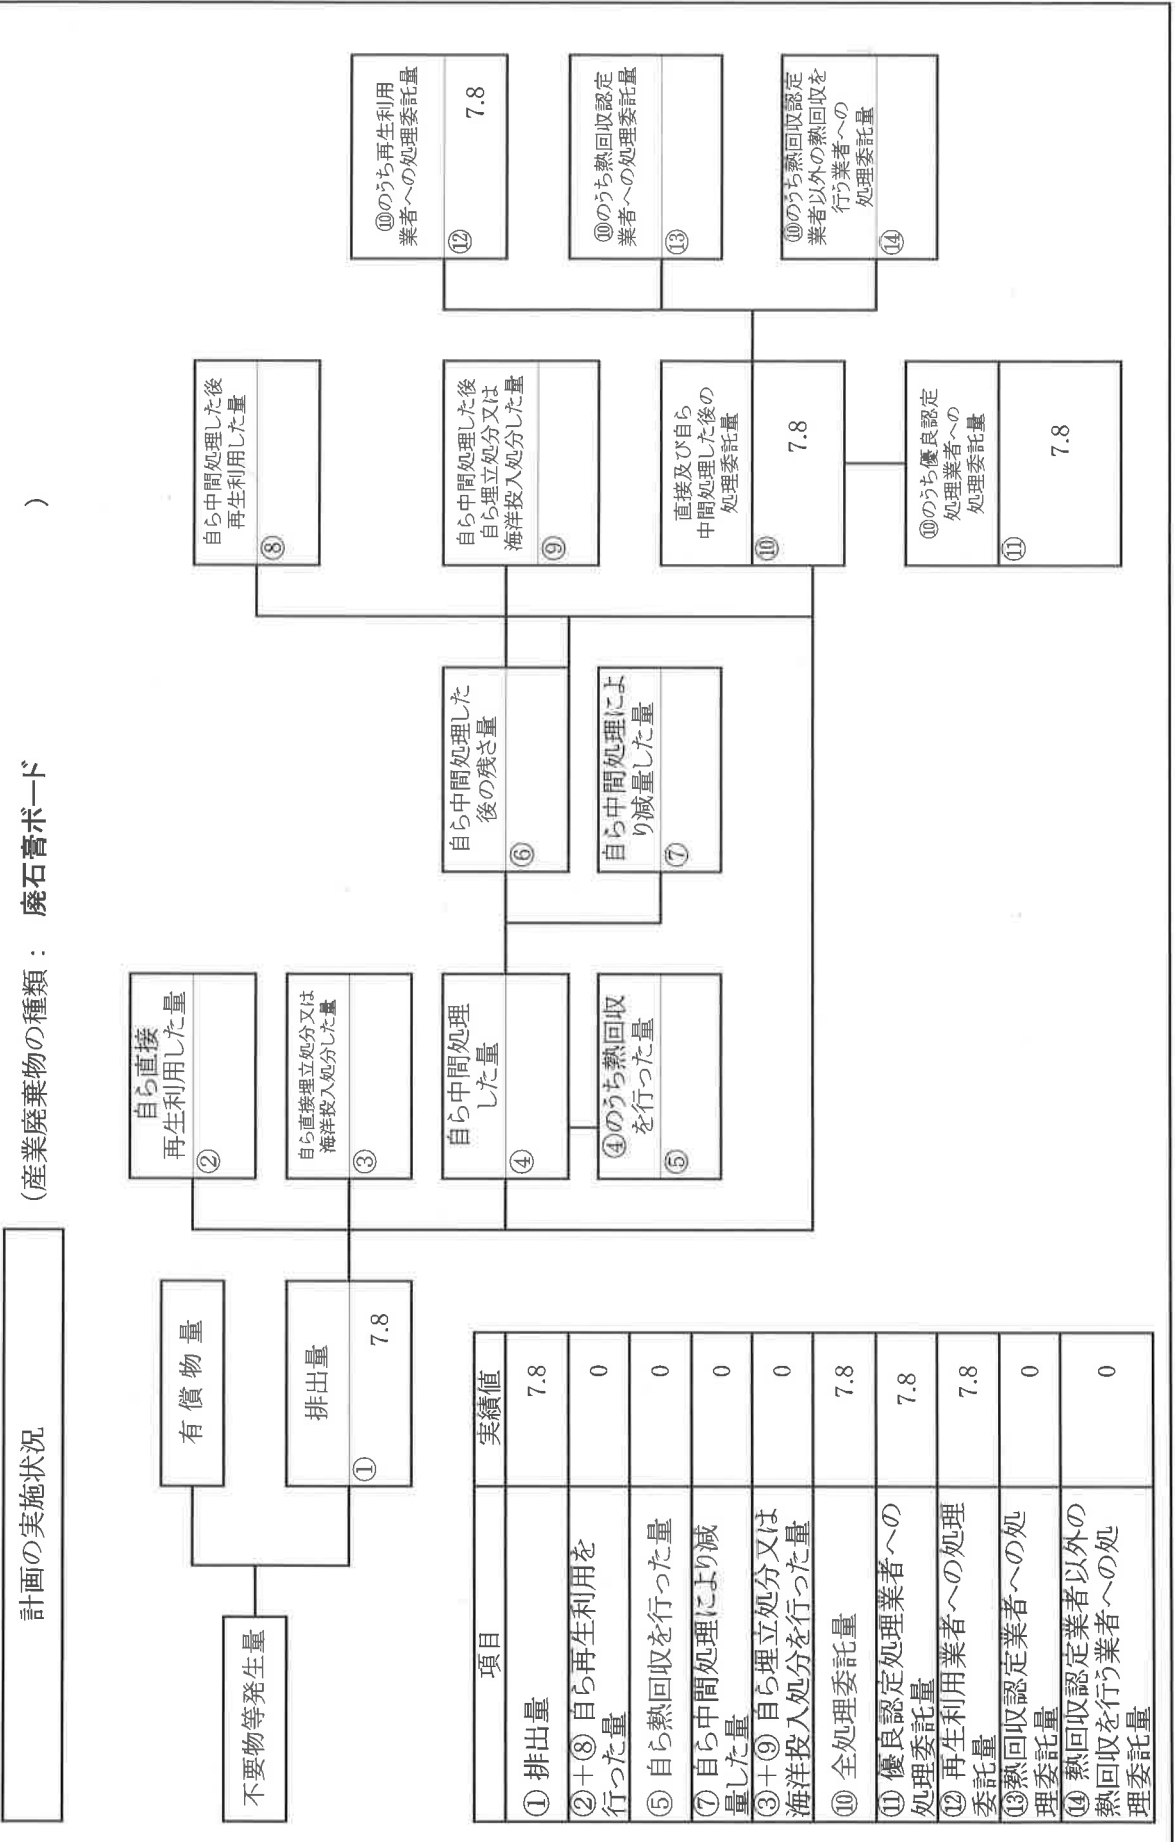 計画の実施状況
（産業廃棄物の種類： 廃石膏ボード ）
不要物等発生量
有償物量
排出量
①
7.8
自ら直接
再生利用した量
②
自ら直接埋立処分又は
海洋投入処分した量
③
自ら中間処理
した量
④
④のうち熱回収
を行った量
⑤
自ら中間処理した
後の残さ量
⑥
自ら中間処理によ
り減量した量
⑦
自ら中間処理した後
再生利用した量
⑧
自ら中間処理した後
自ら埋立処分又は
海洋投入処分した量
⑨
直接及び自ら
中間処理した後の
処理委託量
⑩
7.8
⑩のうち優良認定
処理業者への
処理委託量
⑪
7.8
⑩のうち再生利用
業者への処理委託量
⑫
7.8
⑩のうち熱回収認定
業者への処理委託量
⑬
⑩のうち熱回収認定
業者以外の熱回収を
行う業者への
処理委託量
⑭
項目 実績値
① 排出量 7.8
②＋⑧ 自ら再生利用を
行った量 0
⑤ 自ら熱回収を行った量 0
⑦ 自ら中間処理により減
量した量 0
③＋⑨ 自ら埋立処分又は
海洋投入処分を行った量 0
⑩ 全処理委託量 7.8
⑪ 優良認定処理業者への
処理委託量 7.8
⑫ 再生利用業者への処理
委託量 7.8
⑬熱回収認定業者への処
理委託量 0
⑭ 熱回収認定業者以外の
熱回収を行う業者への処
理委託量 0